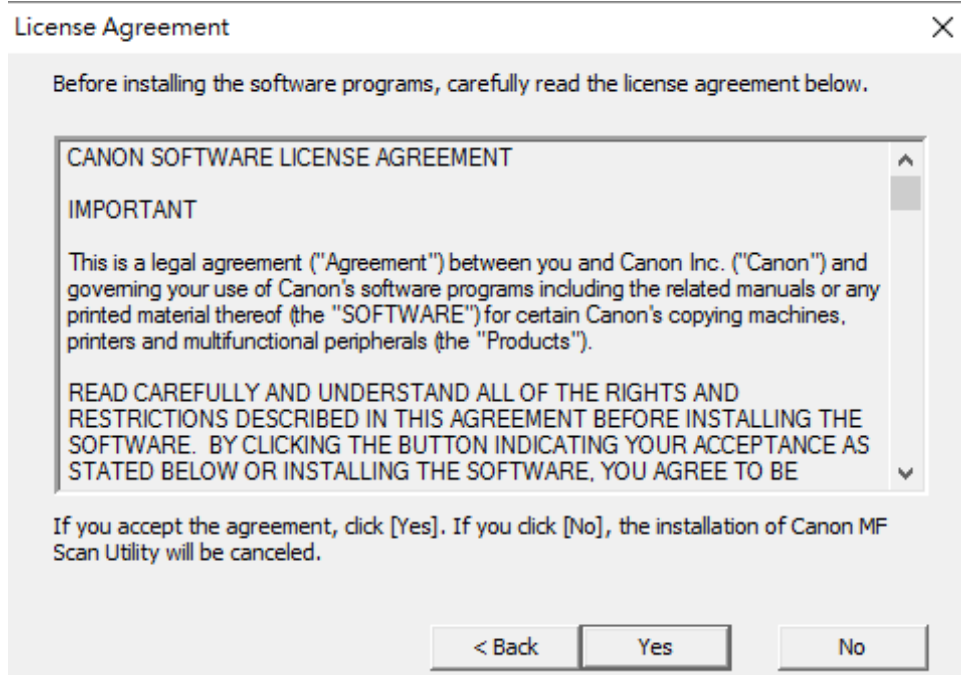 License Agreement
Before installing the software programs, carefully read the license agreement below.
CANON SOFTWARE LICENSE AGREEMENT
IMPORTANT
This is a legal agreement ("Agreement") between you and Canon Inc. ("Canon") and
governing your use of Canon's software programs including the related manuals or any
printed material thereof (the "SOFTWARE") for certain Canon's copying machines,
printers and multifunctional peripherals (the "Products").
READ CAREFULLY AND UNDERSTAND ALL OF THE RIGHTS AND
RESTRICTIONS DESCRIBED IN THIS AGREEMENT BEFORE INSTALLING THE
SOFTWARE.  BY CLICKING THE BUTTON INDICATING YOUR ACCEPTANCE AS
STATED BELOW OR INSTALLING THE SOFTWARE, YOU AGREE TO BE
If you accept the agreement, click [Yes]. If you click [No], the installation of Canon MF
Scan Utility will be canceled.
< Back Yes No